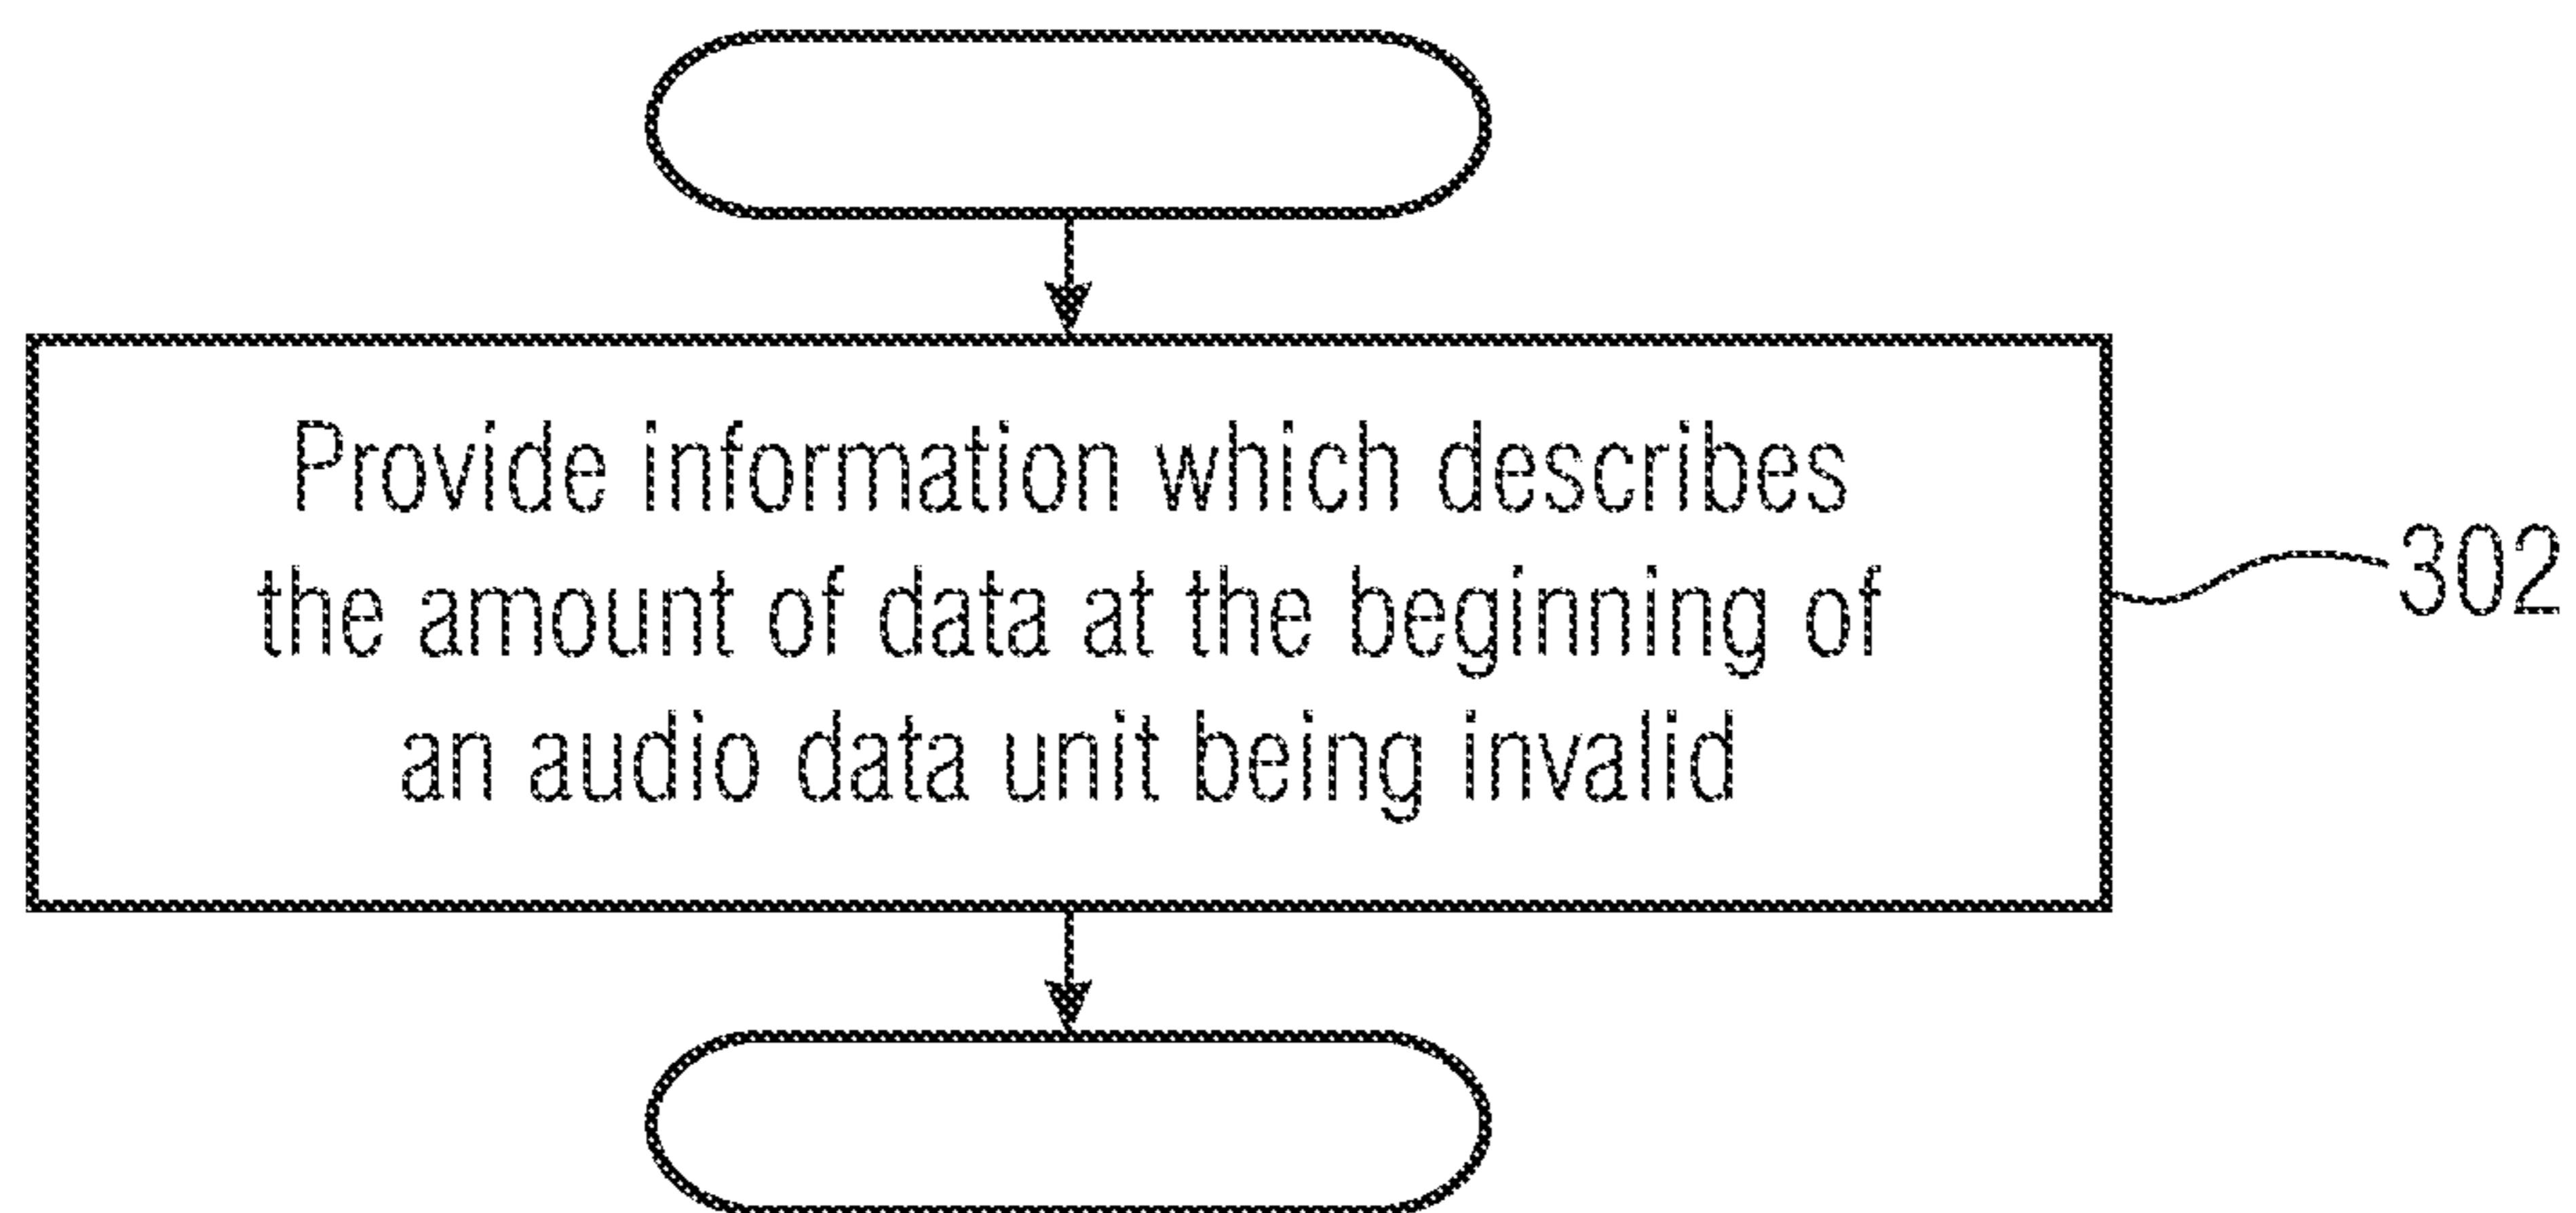 Provide information which describes
the amount of data at the beginning of
an audio data unit being invalid
302